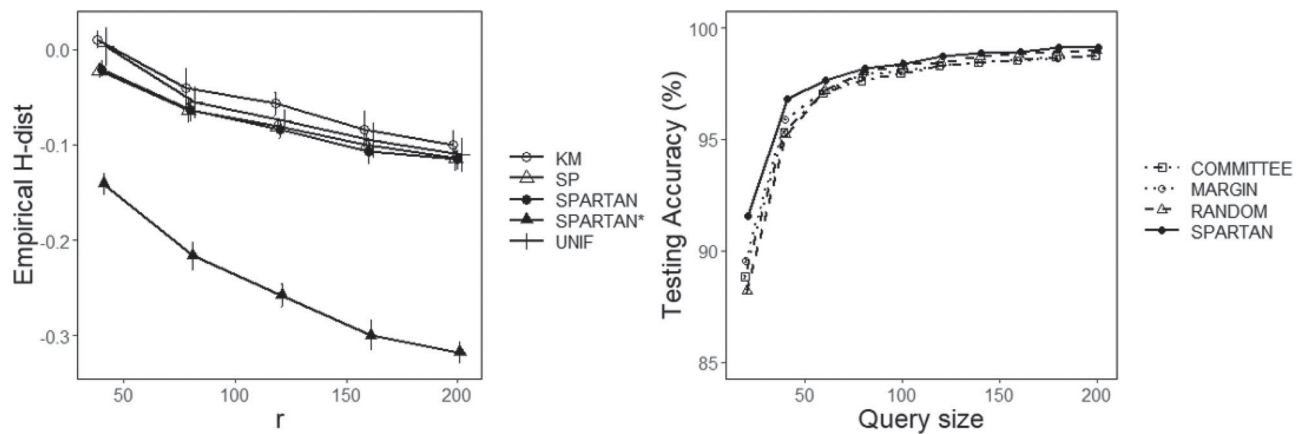 Empirical H-dist
0.0
-0.1
-0.2
-0.3
50
100
150
200
r
KM
SP
SPARTAN
SPARTAN*
UNIF
Testing Accuracy (%)
100
95
90
85
50
100
150
200
Query size
COMMITTEE
MARGIN
RANDOM
SPARTAN